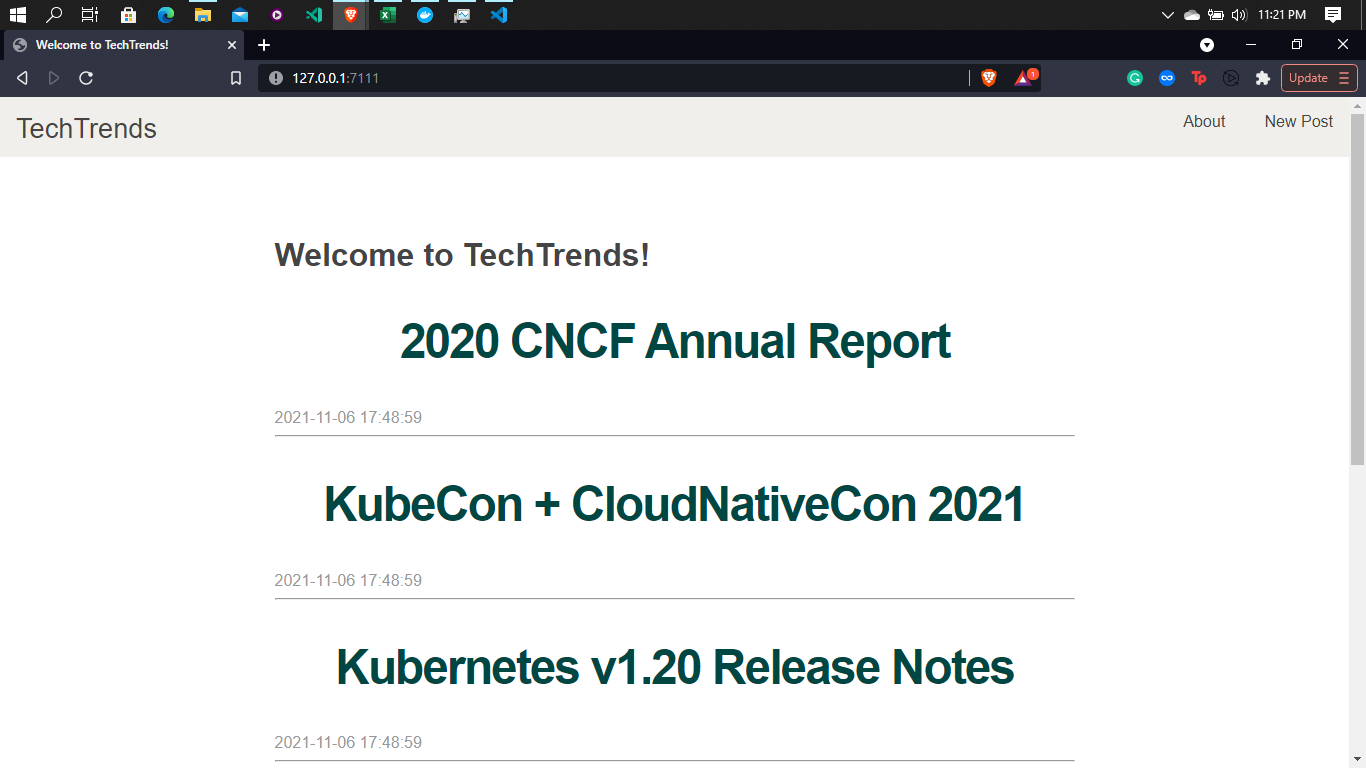 11:21 PM
Welcome to TechTrends!
127.0.0.1:7111
1
Update
TechTrends
About
New Post
Welcome to TechTrends!
2020 CNCF Annual Report
2021-11-06 17:48:59
KubeCon + CloudNativeCon 2021
2021-11-06 17:48:59
Kubernetes v1.20 Release Notes
2021-11-06 17:48:59